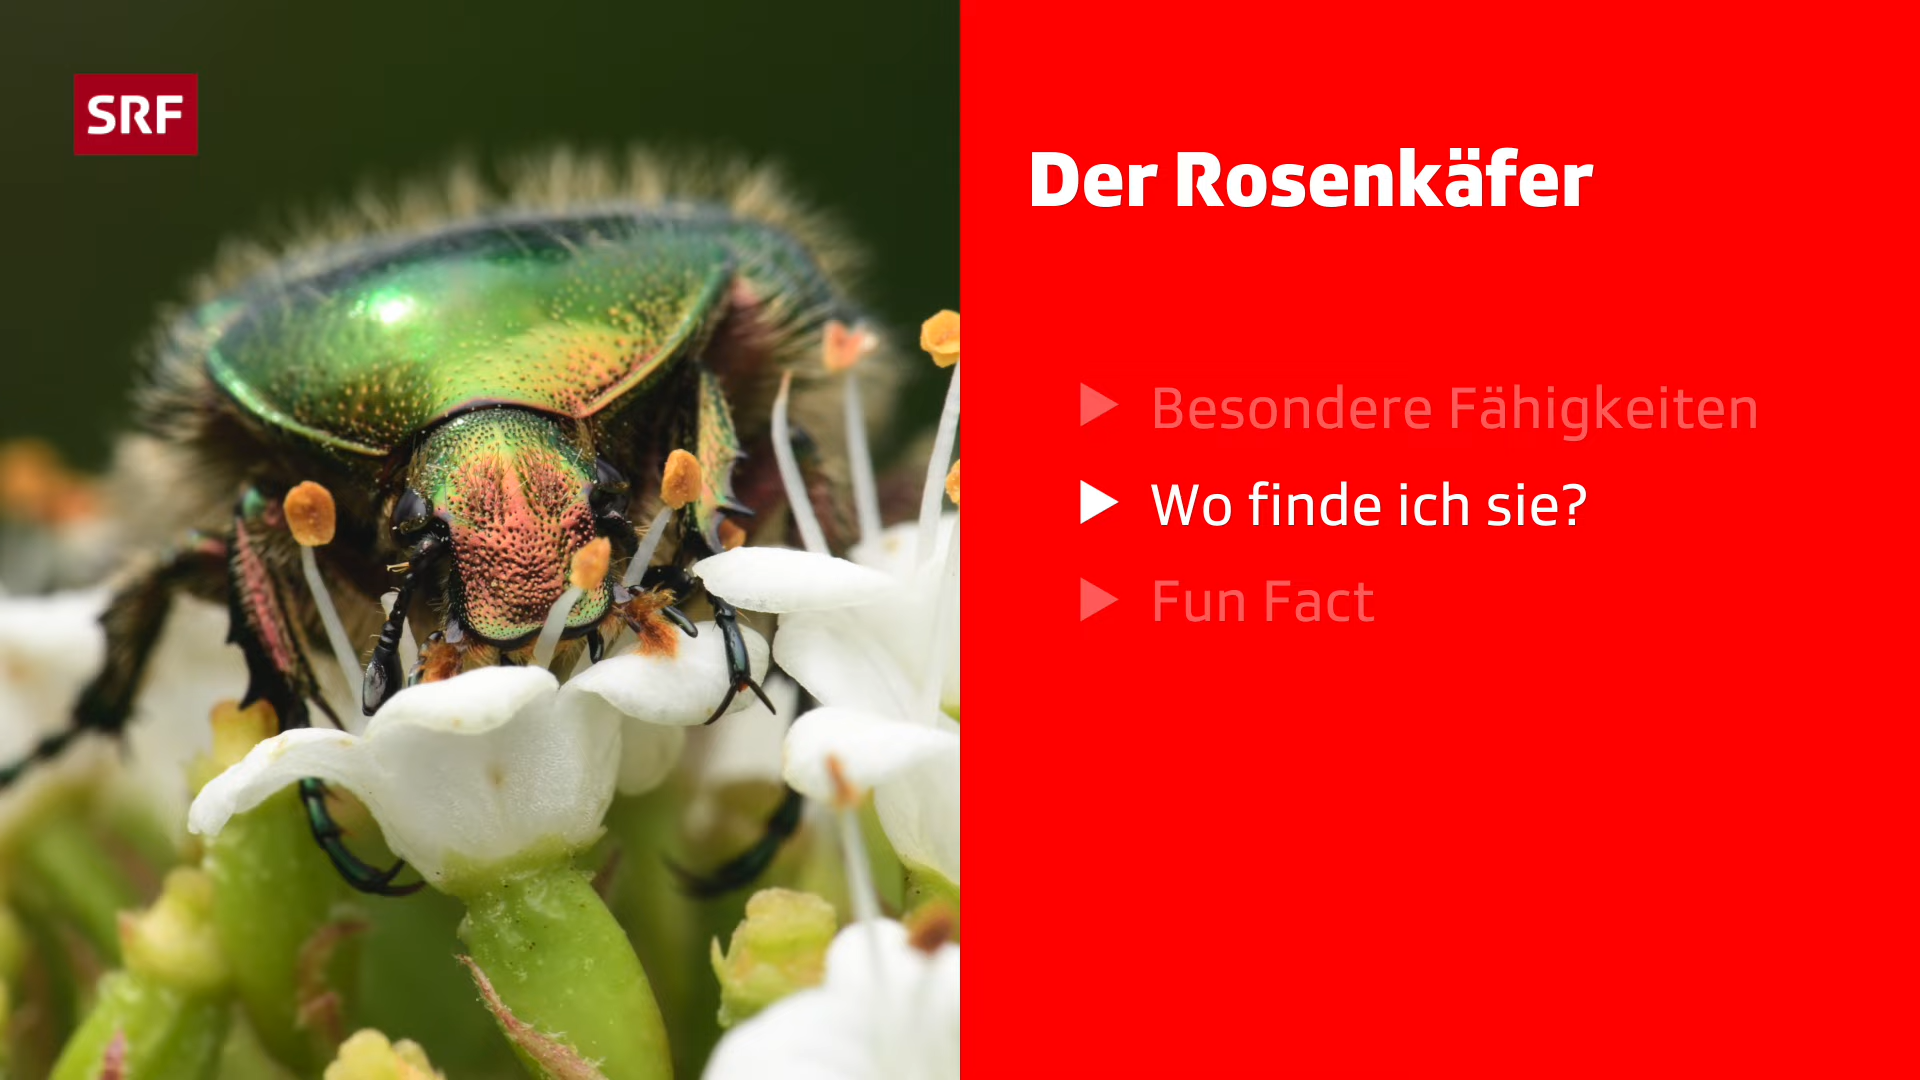 SRF
Der Rosenkäfer
Besondere Fähigkeiten
Wo finde ich sie?
Fun Fact